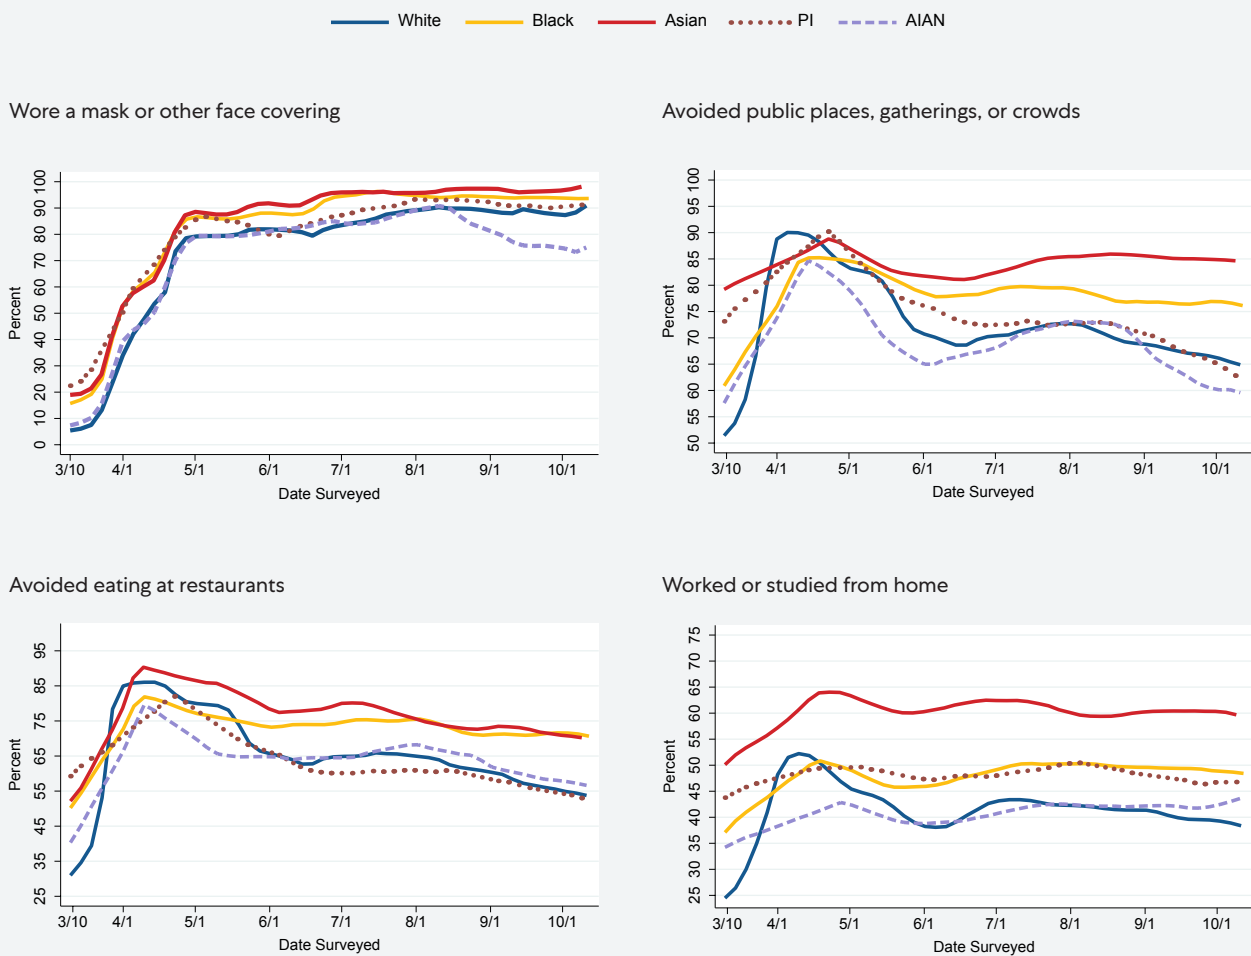 White Black Asian PI AIAN
Wore a mask or other face covering
Percent
100
90
80
70
60
50
40
30
20
10
0
3/10 4/1 5/1 6/1 7/1 8/1 9/1 10/1
Date Surveyed
Avoided public places, gatherings, or crowds
Percent
100
95
90
85
80
75
70
65
60
55
50
3/10 4/1 5/1 6/1 7/1 8/1 9/1 10/1
Date Surveyed
Avoided eating at restaurants
Percent
95
85
75
65
55
45
35
25
3/10 4/1 5/1 6/1 7/1 8/1 9/1 10/1
Date Surveyed
Worked or studied from home
Percent
75
70
65
60
55
50
45
40
35
30
25
3/10 4/1 5/1 6/1 7/1 8/1 9/1 10/1
Date Surveyed